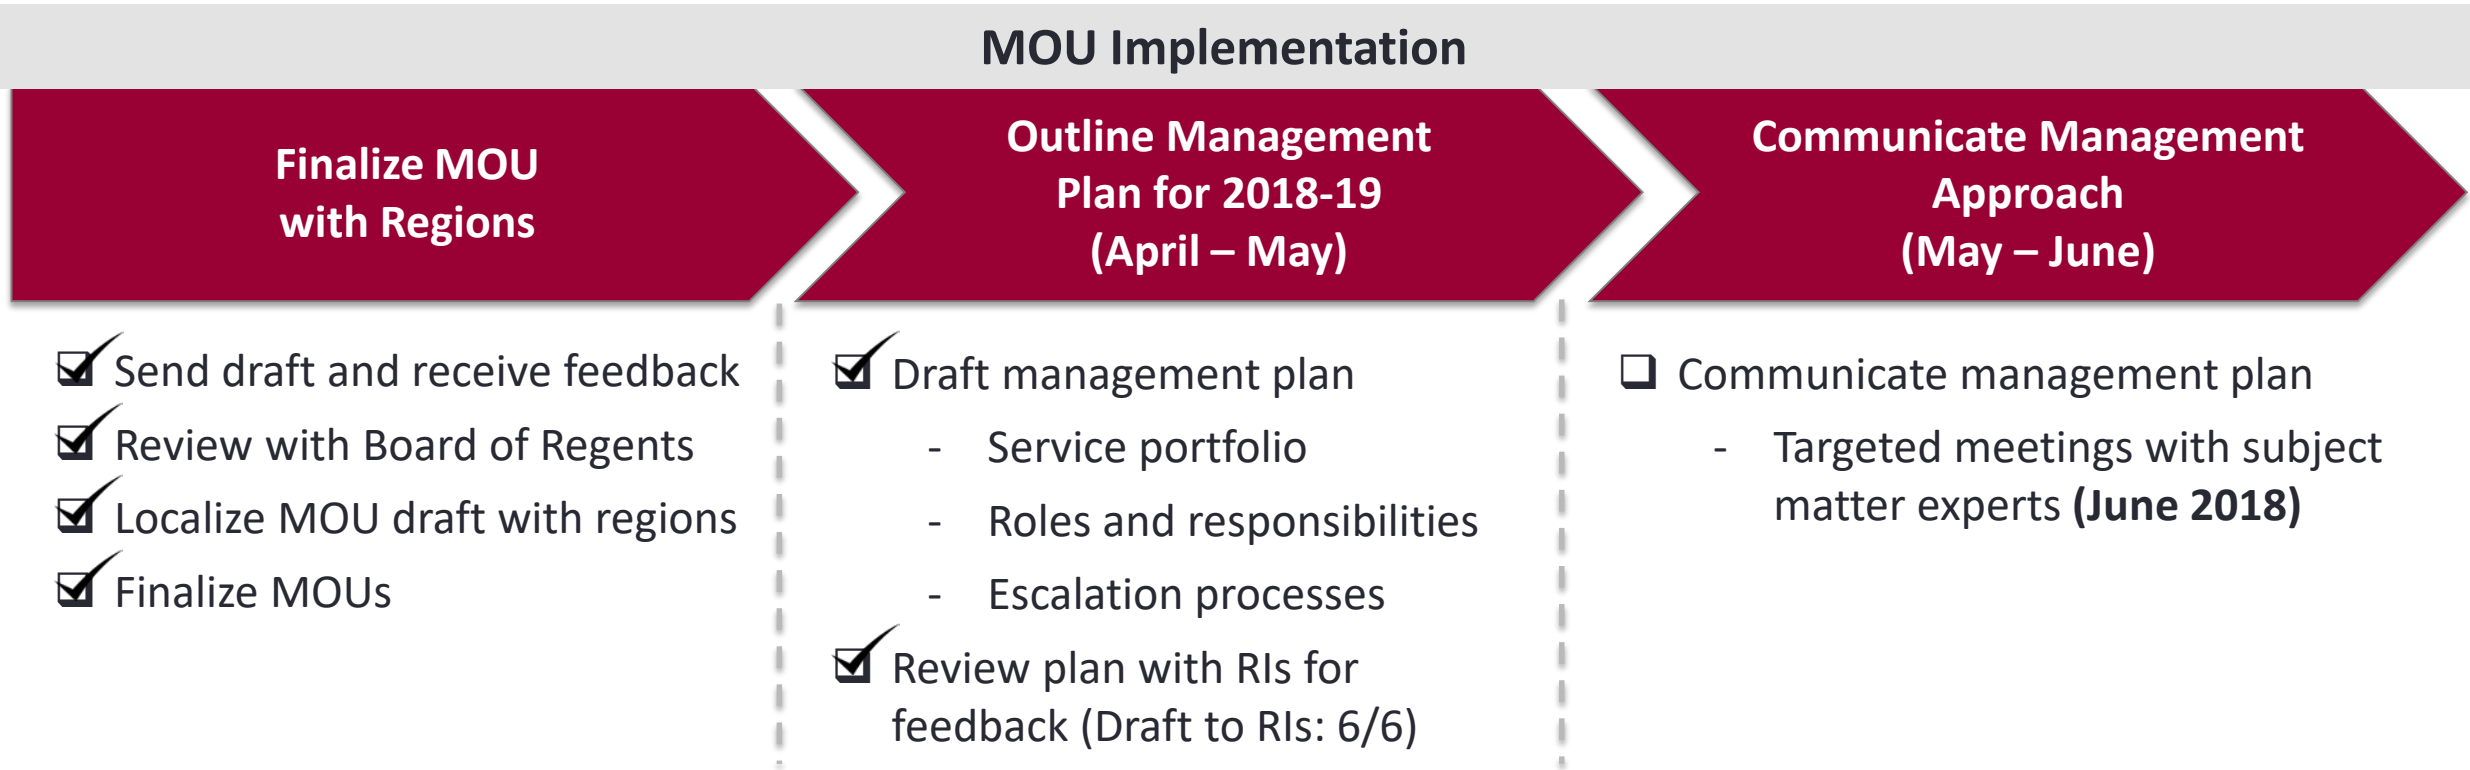 MOU Implementation
Finalize MOU
with Regions
Outline Management
Plan for 2018-19
(April – May)
Communicate Management
Approach
(May – June)
Send draft and receive feedback
Review with Board of Regents
Localize MOU draft with regions
Finalize MOUs
Draft management plan
- Service portfolio
- Roles and responsibilities
- Escalation processes
Review plan with RIs for
feedback (Draft to RIs: 6/6)
Communicate management plan
- Targeted meetings with subject
matter experts (June 2018)